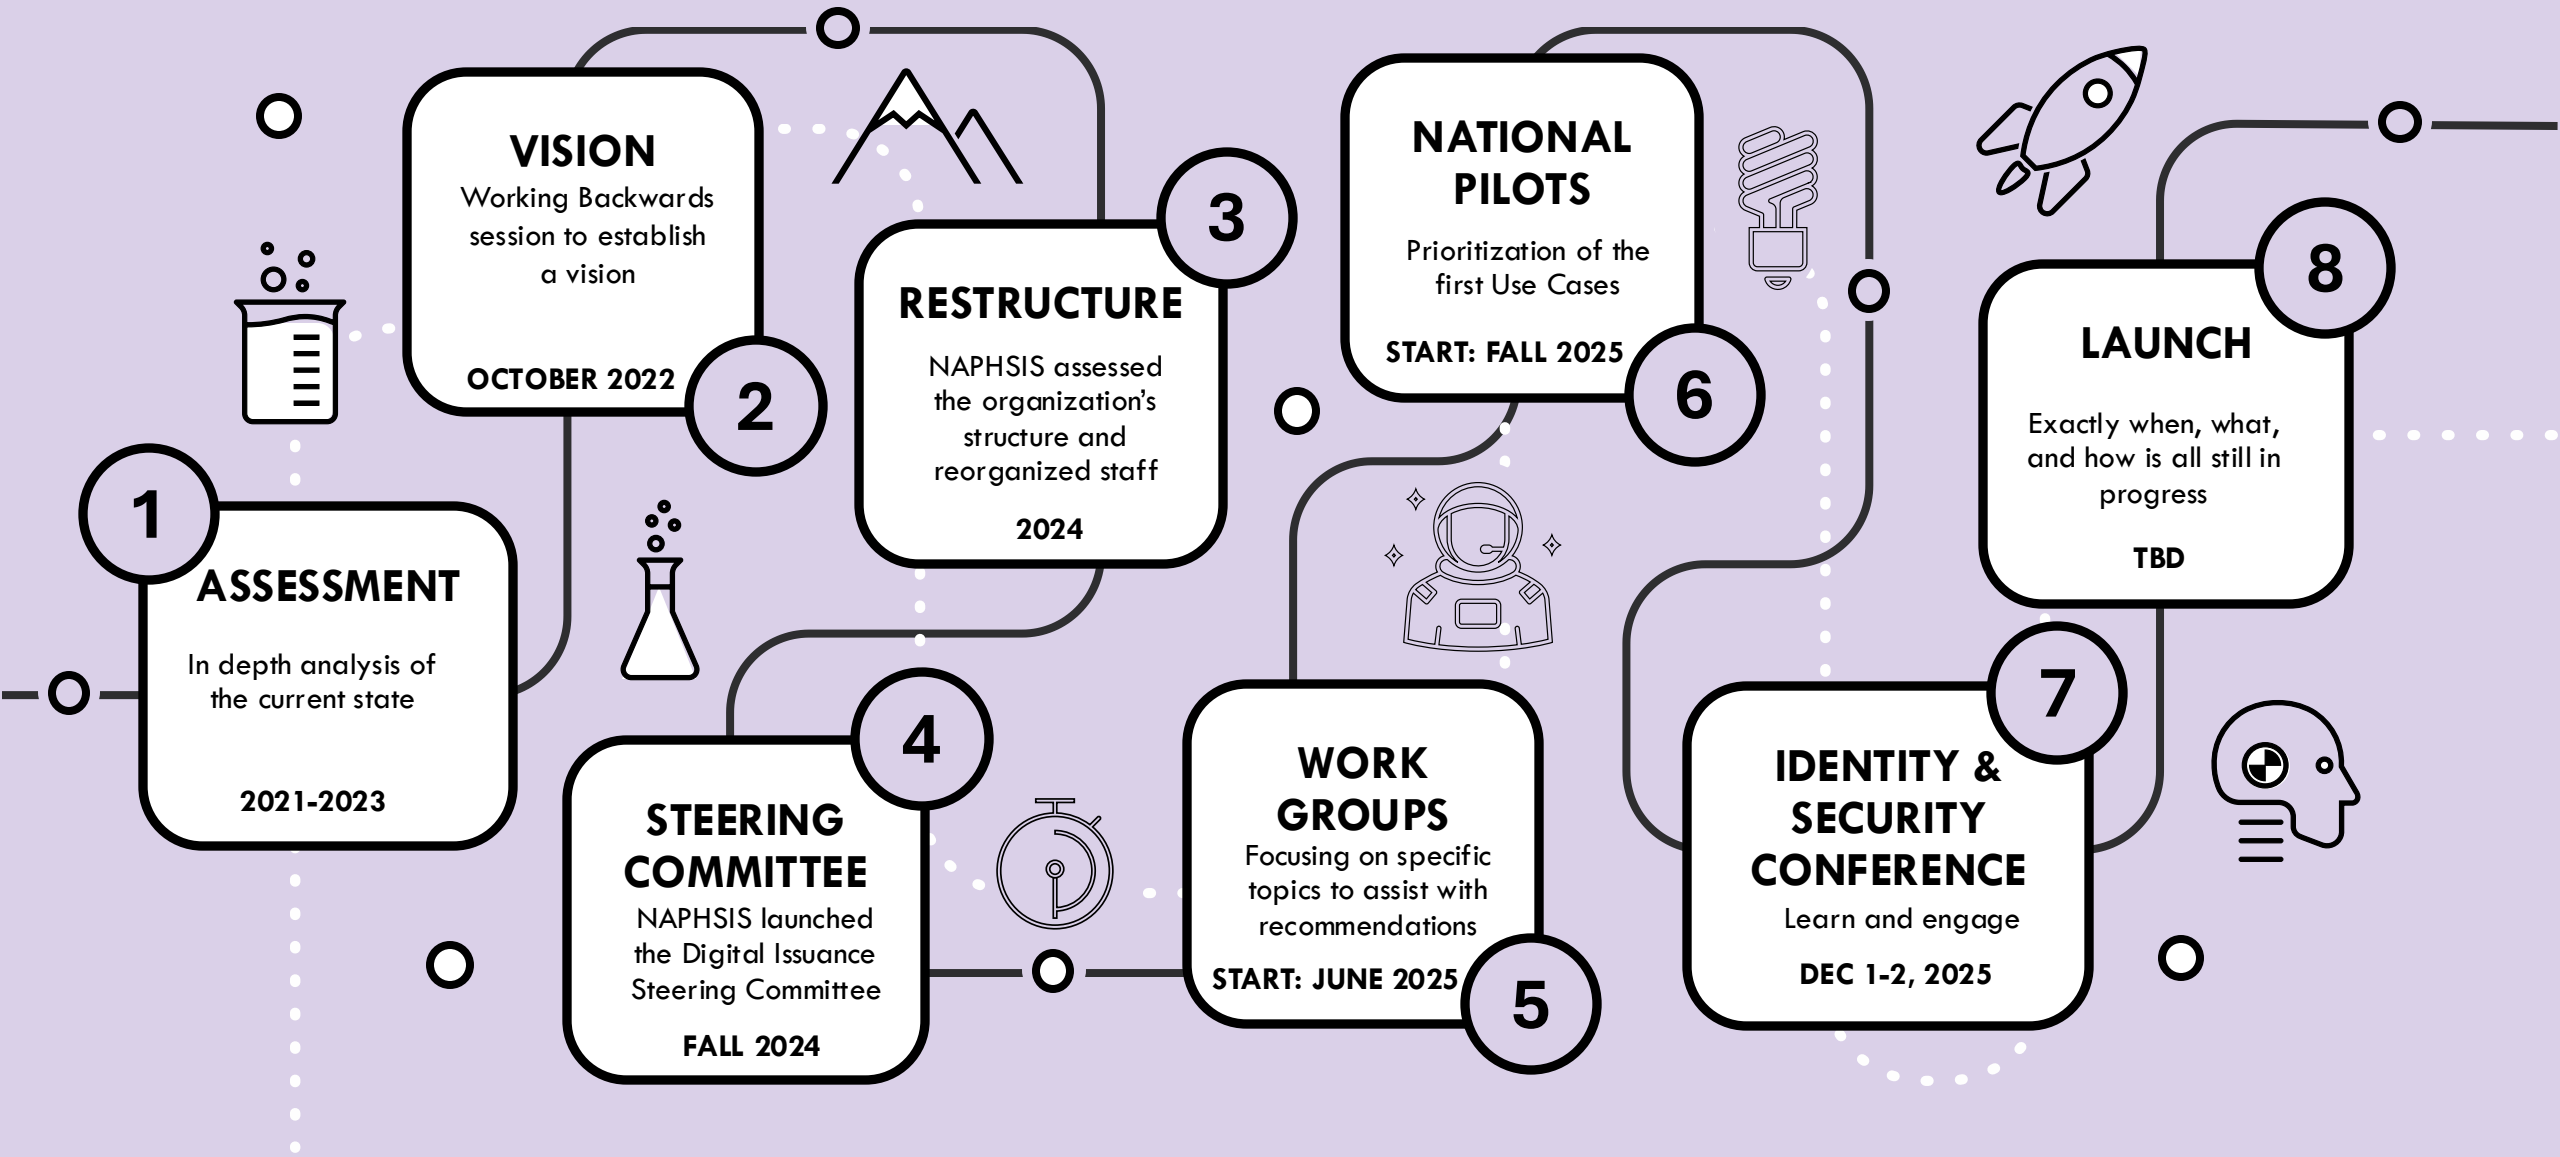 1
ASSESSMENT
In depth analysis of
the current state
2021-2023
VISION
Working Backwards
session to establish
a vision
OCTOBER 2022
2
3
RESTRUCTURE
NAPHSIS assessed
the organization’s
structure and
reorganized staff
2024
4
STEERING
COMMITTEE
NAPHSIS launched
the Digital Issuance
Steering Committee
FALL 2024
WORK
GROUPS
Focusing on specific
topics to assist with
recommendations
START: JUNE 2025
5
NATIONAL
PILOTS
Prioritization of the
first Use Cases
START: FALL 2025
6
7
IDENTITY &
SECURITY
CONFERENCE
Learn and engage
DEC 1-2, 2025
8
LAUNCH
Exactly when, what,
and how is all still in
progress
TBD